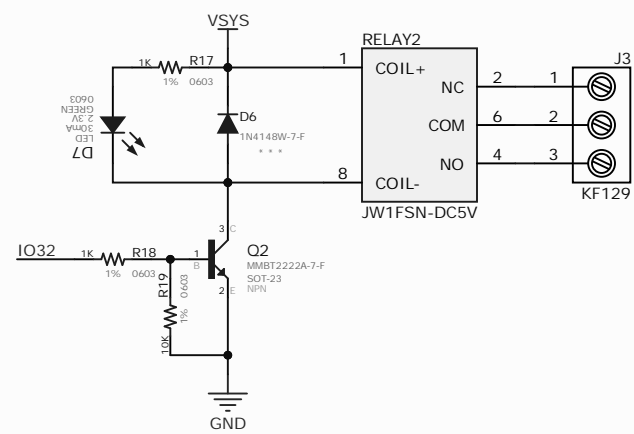 VSYS
RELAY2
J3
1K
R17
1%
0603
1
COIL+
NC
2
1
COM
6
2
NO
4
3
8
COIL-
JW1FSN-DC5V
KF129
D6
1N4148W-7-F
* * *
D7
LED
30mA
2.3V
GREEN
0603
3
C
IO32
1K
R18
1%
0603
1
B
Q2
MMBT2222A-7-F
SOT-23
NPN
2
E
R19
0603
1%
10K
GND